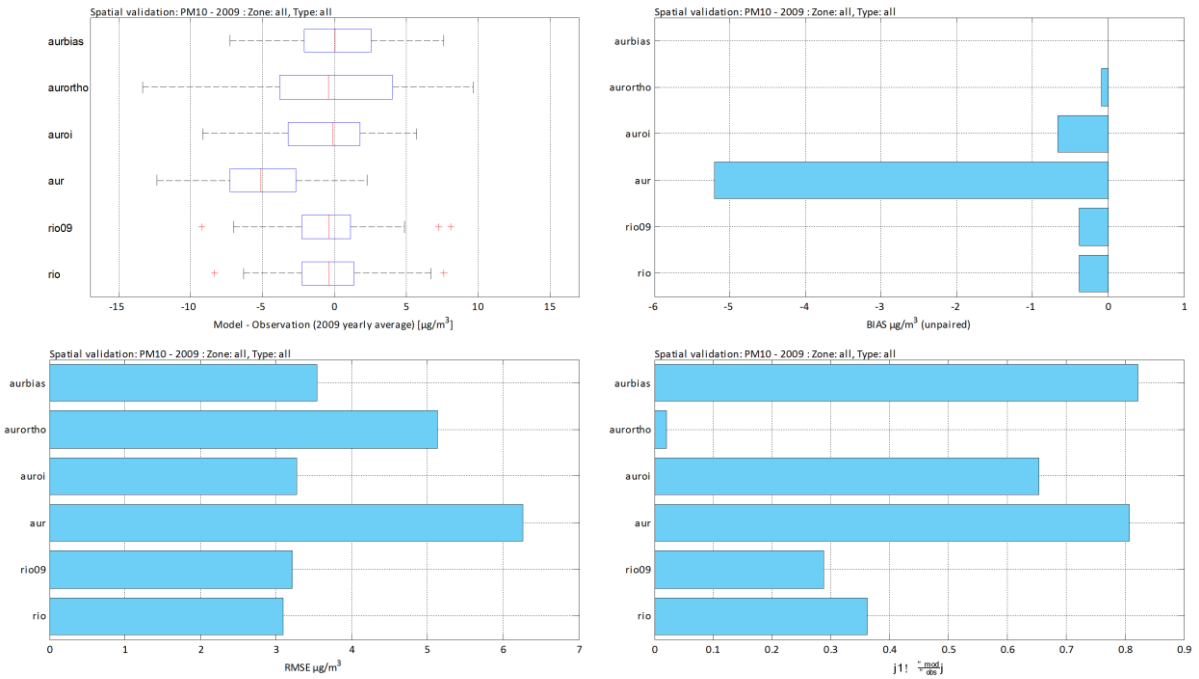 Spatial validation: PM10 - 2009 : Zone: all, Type: all
aurbias
aurortho
auroi
aur
rio09
rio
-15 -10 -5 0 5 10 15
Model - Observation (2009 yearly average) [µg/m³]
Spatial validation: PM10 - 2009 : Zone: all, Type: all
aurbias
aurortho
auroi
aur
rio09
rio
-6 -5 -4 -3 -2 -1 0 1
BIAS µg/m³ (unpaired)
Spatial validation: PM10 - 2009 : Zone: all, Type: all
aurbias
aurortho
auroi
aur
rio09
rio
0 1 2 3 4 5 6 7
RMSE µg/m³
Spatial validation: PM10 - 2009 : Zone: all, Type: all
aurbias
aurortho
auroi
aur
rio09
rio
0 0.1 0.2 0.3 0.4 0.5 0.6 0.7 0.8 0.9
j1! " mod
" obs j